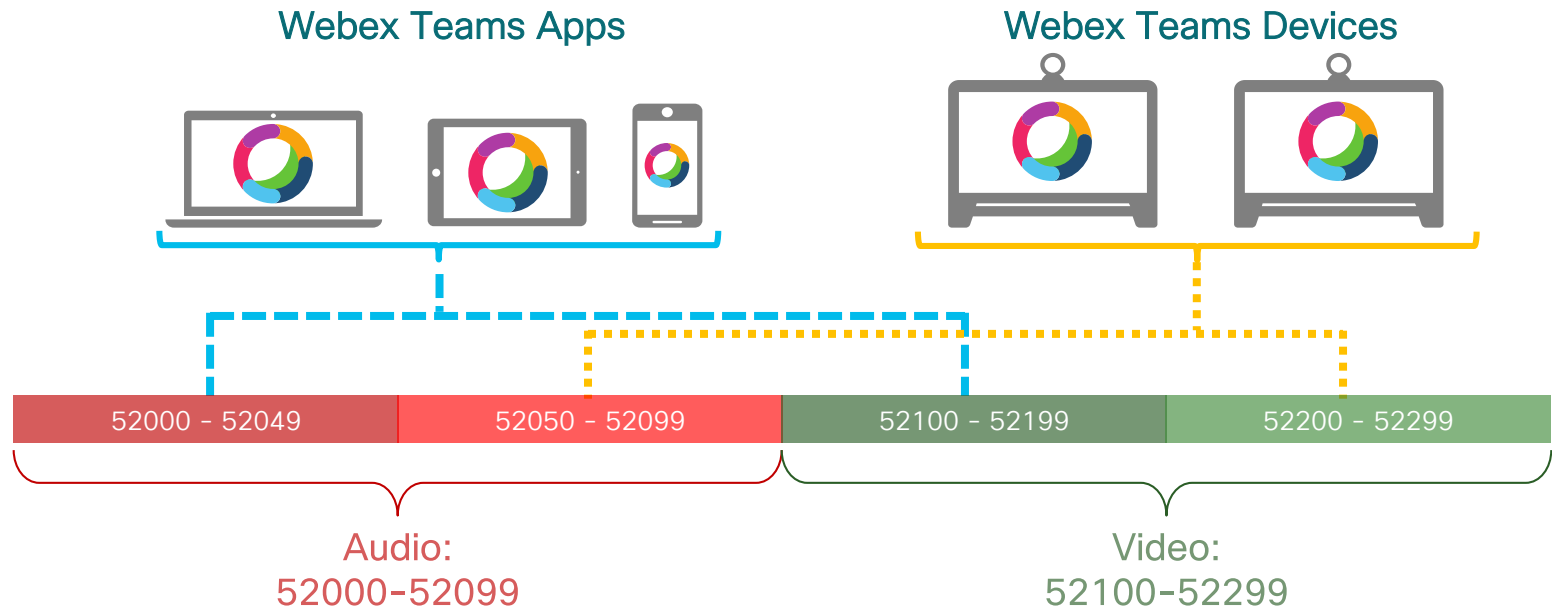 Webex Teams Apps
Webex Teams Devices
52000 - 52049
52050 - 52099
52100 - 52199
52200 - 52299
Audio:
52000-52099
Video:
52100-52299